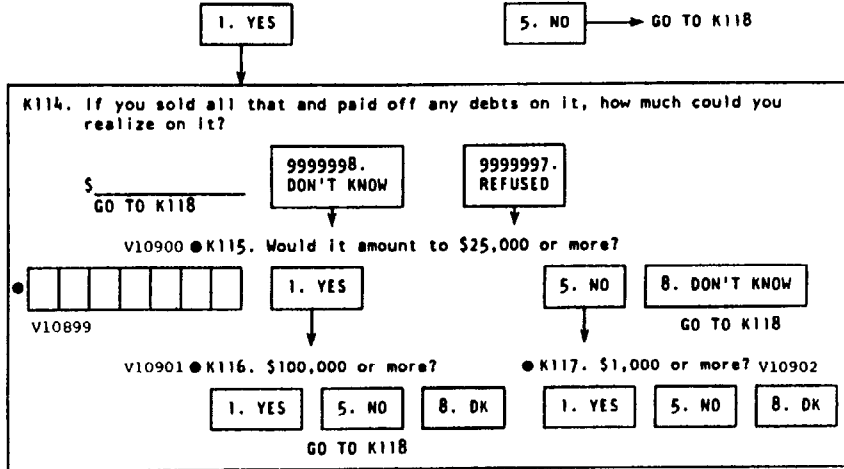 1. YES 5. NO GO TO K118
K114. If you sold all that and paid off any debts on it, how much could you
realize on it?
9999998. 9999997.
$ DON'T KNOW REFUSED
GO TO K118
V10900 ●K115. Would it amount to $25,000 or more?
1. YES 5. NO 8. DON'T KNOW
V10899 GO TO K118
V10901 ●K116. $100,000 or more? ●K117. $1,000 or more? V10902
1. YES 5. NO 8. DK 1. YES 5. NO 8. DK
GO TO K118